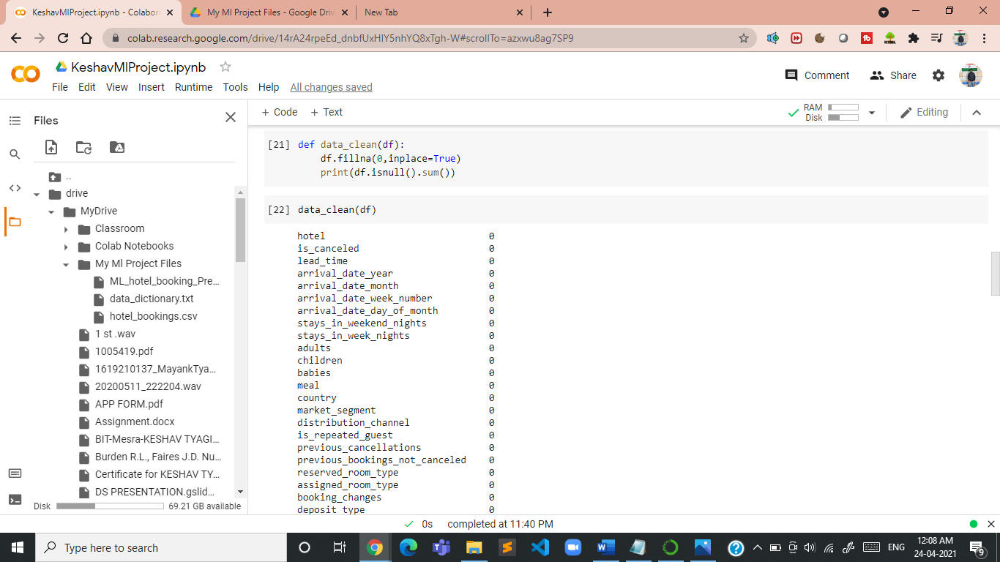 KeshavMlProject.ipynb - Colabor
My Ml Project Files - Google Driv
New Tab
colab.research.google.com/drive/14rA24rpeEd_dnbfUxHlY5nhYQ8xTgh-W#scrollTo=azxwu8ag7SP9
KeshavMlProject.ipynb
File Edit View Insert Runtime Tools Help All changes saved
Comment Share
Files
+ Code + Text
RAM
Disk
Editing
..
drive
MyDrive
Classroom
Colab Notebooks
My Ml Project Files
ML_hotel_booking_Pre...
data_dictionary.txt
hotel_bookings.csv
1 st .wav
1005419.pdf
1619210137_MayankTya...
20200511_222204.wav
APP FORM.pdf
Assignment.docx
BIT-Mesra-KESHAV TYAGI...
Burden R.L., Faires J.D. Nu...
Certificate for KESHAV TY...
DS PRESENTATION.gslid...
Disk 69.21 GB available
[21] def data_clean(df):
df.fillna(0,inplace=True)
print(df.isnull().sum())
[22] data_clean(df)
hotel 0
is_canceled 0
lead_time 0
arrival_date_year 0
arrival_date_month 0
arrival_date_week_number 0
arrival_date_day_of_month 0
stays_in_weekend_nights 0
stays_in_week_nights 0
adults 0
children 0
babies 0
meal 0
country 0
market_segment 0
distribution_channel 0
is_repeated_guest 0
previous_cancellations 0
previous_bookings_not_canceled 0
reserved_room_type 0
assigned_room_type 0
booking_changes 0
deposit_type 0
0s completed at 11:40 PM
Type here to search
ENG
12:08 AM
24-04-2021
9